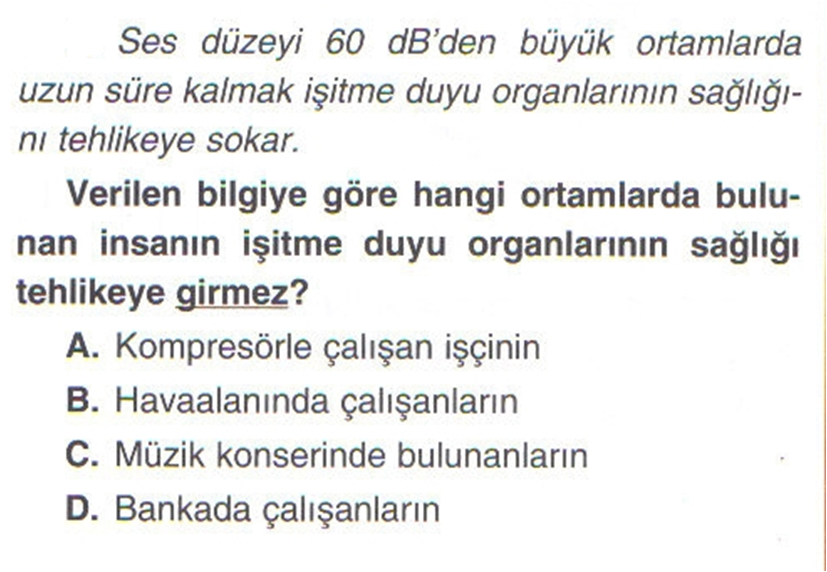 Ses düzeyi 60 dB'den büyük ortamlarda
uzun süre kalmak işitme duyu organlarının sağlığı-
nı tehlikeye sokar.
Verilen bilgiye göre hangi ortamlarda bulu-
nan insanın işitme duyu organlarının sağlığı
tehlikeye girmez?
A. Kompresörle çalışan işçinin
B. Havaalanında çalışanların
C. Müzik konserinde bulunanların
D. Bankada çalışanların